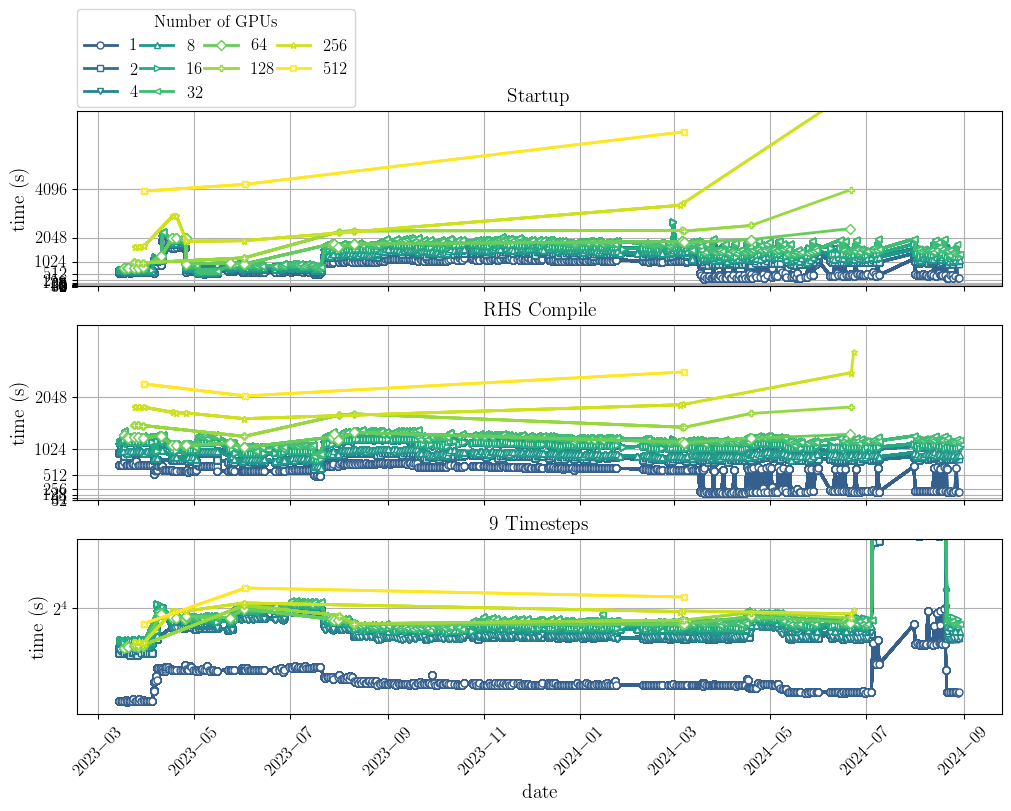 Number of GPUs
1 8 64 256
2 16 128 512
4 32
Startup
time (s)
4096
2048
1024
512
RHS Compile
time (s)
2048
1024
512
256
128
9 Timesteps
time (s)
2⁴
2023−03 2023−05 2023−07 2023−09 2023−11 2024−01 2024−03 2024−05 2024−07 2024−09
date